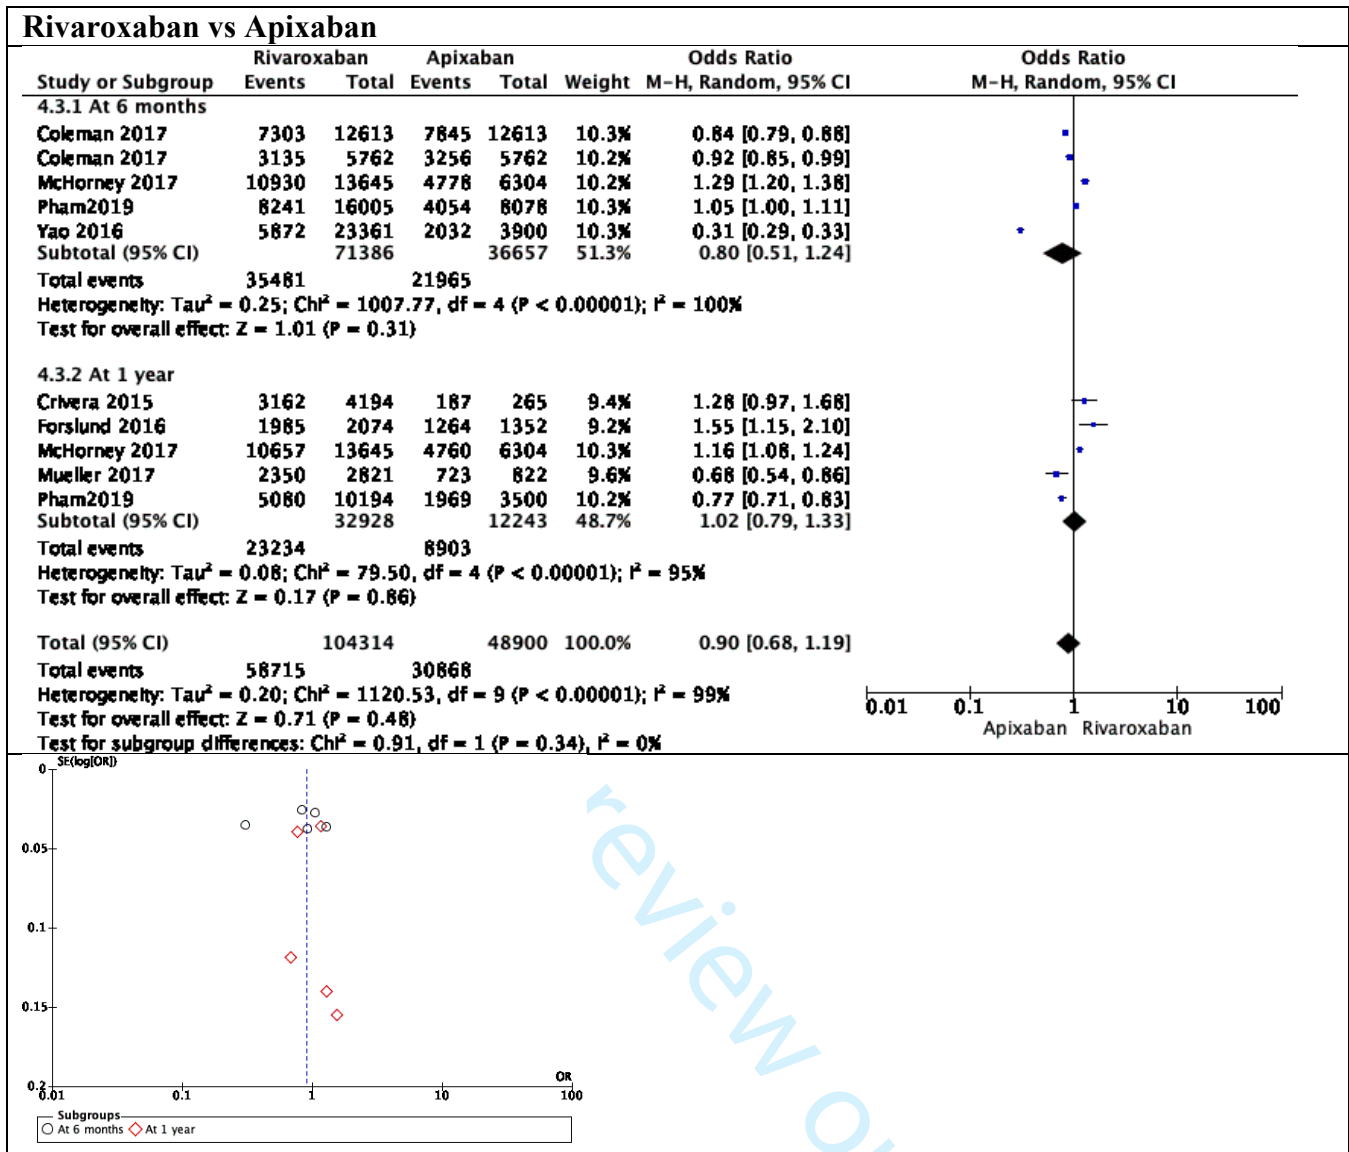 Rivaroxaban vs Apixaban
Rivaroxaban Apixaban Odds Ratio Odds Ratio
Study or Subgroup Events Total Events Total Weight M-H, Random, 95% CI M-H, Random, 95% CI
4.3.1 At 6 months
Coleman 2017 7303 12613 7845 12613 10.3% 0.84 [0.79, 0.88]
Coleman 2017 3135 5762 3256 5762 10.2% 0.92 [0.85, 0.99]
McHorney 2017 10930 13645 4778 6304 10.2% 1.29 [1.20, 1.38]
Pham2019 8241 16005 4054 8078 10.3% 1.05 [1.00, 1.11]
Yao 2016 5872 23361 2032 3900 10.3% 0.31 [0.29, 0.33]
Subtotal (95% CI) 71386 36657 51.3% 0.80 [0.51, 1.24]
Total events 35481 21965
Heterogeneity: Tau² = 0.25; Chi² = 1007.77, df = 4 (P < 0.00001); I² = 100%
Test for overall effect: Z = 1.01 (P = 0.31)
4.3.2 At 1 year
Crivera 2015 3162 4194 187 265 9.4% 1.28 [0.97, 1.68]
Forslund 2016 1985 2074 1264 1352 9.2% 1.55 [1.15, 2.10]
McHorney 2017 10657 13645 4760 6304 10.3% 1.16 [1.08, 1.24]
Mueller 2017 2350 2821 723 822 9.6% 0.68 [0.54, 0.86]
Pham2019 5080 10194 1969 3500 10.2% 0.77 [0.71, 0.83]
Subtotal (95% CI) 32928 12243 48.7% 1.02 [0.79, 1.33]
Total events 23234 8903
Heterogeneity: Tau² = 0.08; Chi² = 79.50, df = 4 (P < 0.00001); I² = 95%
Test for overall effect: Z = 0.17 (P = 0.86)
Total (95% CI) 104314 48900 100.0% 0.90 [0.68, 1.19]
Total events 58715 30868
Heterogeneity: Tau² = 0.20; Chi² = 1120.53, df = 9 (P < 0.00001); I² = 99%
Test for overall effect: Z = 0.71 (P = 0.48)
Test for subgroup differences: Chi² = 0.91, df = 1 (P = 0.34), I² = 0%
0.01 0.1 1 10 100
Apixaban Rivaroxaban
SE(log[OR])
0
0.05
0.1
0.15
0.2
OR
0.01 0.1 1 10 100
Subgroups
At 6 months At 1 year
review